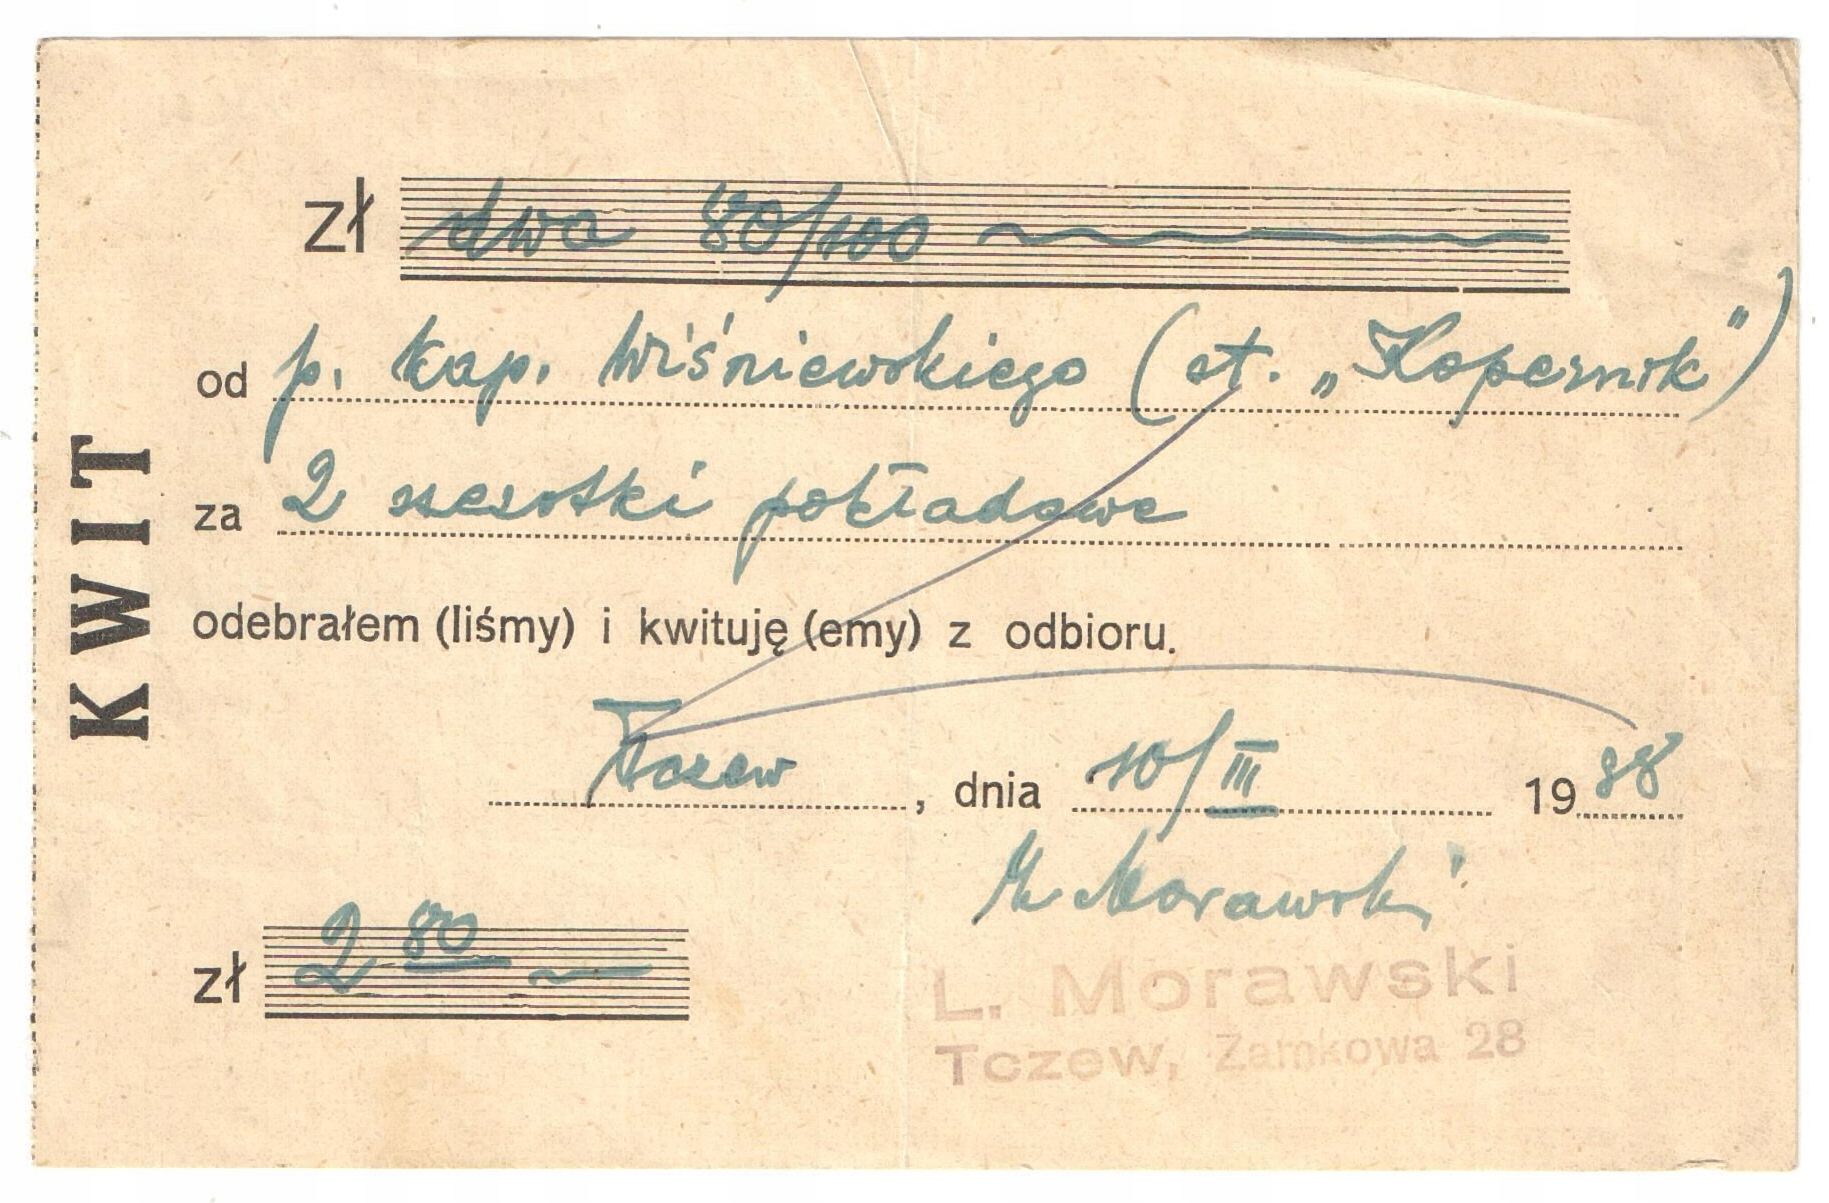 KWIT
zł dwa 80/100
od p. kap. Wiśniewskiego (st. „Kopernik")
za 2 szczotki pokładowe
odebrałem (liśmy) i kwituję (emy) z odbioru.
Tczew, dnia 10/III 1938
Morawski
zł 2 80
L. Morawski
Tczew, Zamkowa 28